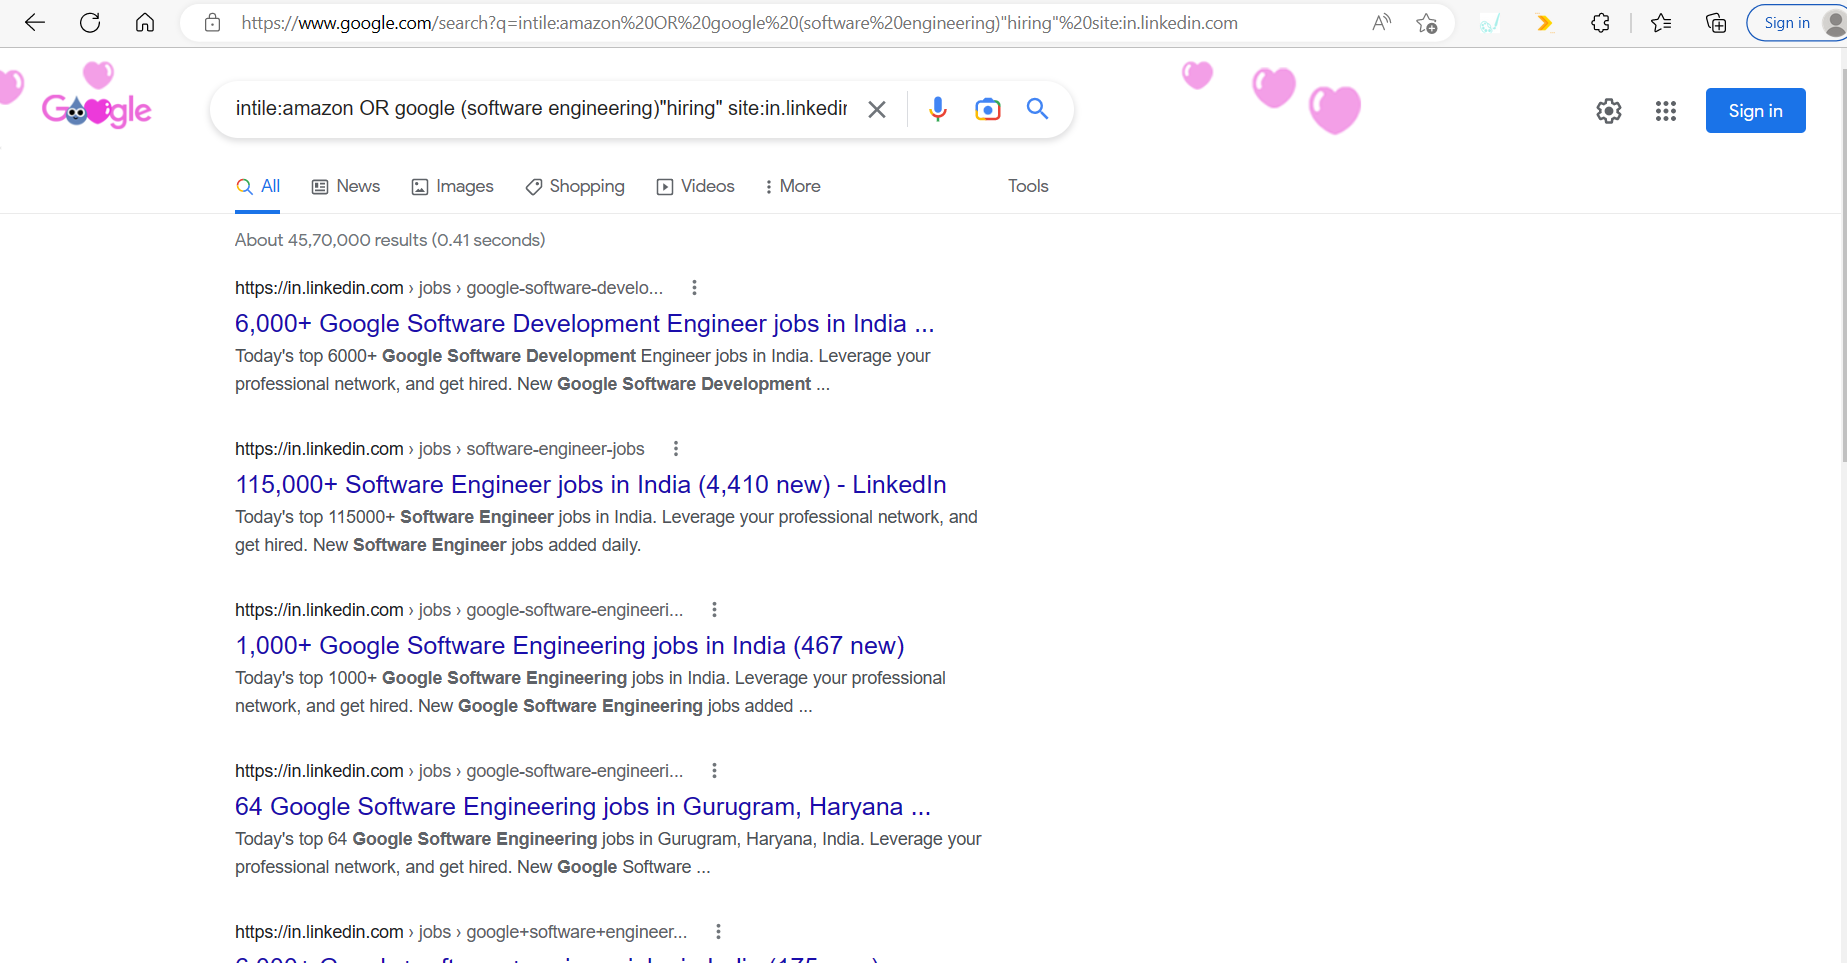 https://www.google.com/search?q=intile:amazon%20OR%20google%20(software%20engineering)"hiring"%20site:in.linkedin.com
Sign in
Google
intile:amazon OR google (software engineering)"hiring" site:in.linkedin
Sign in
All News Images Shopping Videos More Tools
About 45,70,000 results (0.41 seconds)
https://in.linkedin.com › jobs › google-software-develo...
6,000+ Google Software Development Engineer jobs in India ...
Today's top 6000+ Google Software Development Engineer jobs in India. Leverage your
professional network, and get hired. New Google Software Development ...
https://in.linkedin.com › jobs › software-engineer-jobs
115,000+ Software Engineer jobs in India (4,410 new) - LinkedIn
Today's top 115000+ Software Engineer jobs in India. Leverage your professional network, and
get hired. New Software Engineer jobs added daily.
https://in.linkedin.com › jobs › google-software-engineeri...
1,000+ Google Software Engineering jobs in India (467 new)
Today's top 1000+ Google Software Engineering jobs in India. Leverage your professional
network, and get hired. New Google Software Engineering jobs added ...
https://in.linkedin.com › jobs › google-software-engineeri...
64 Google Software Engineering jobs in Gurugram, Haryana ...
Today's top 64 Google Software Engineering jobs in Gurugram, Haryana, India. Leverage your
professional network, and get hired. New Google Software ...
https://in.linkedin.com › jobs › google+software+engineer...